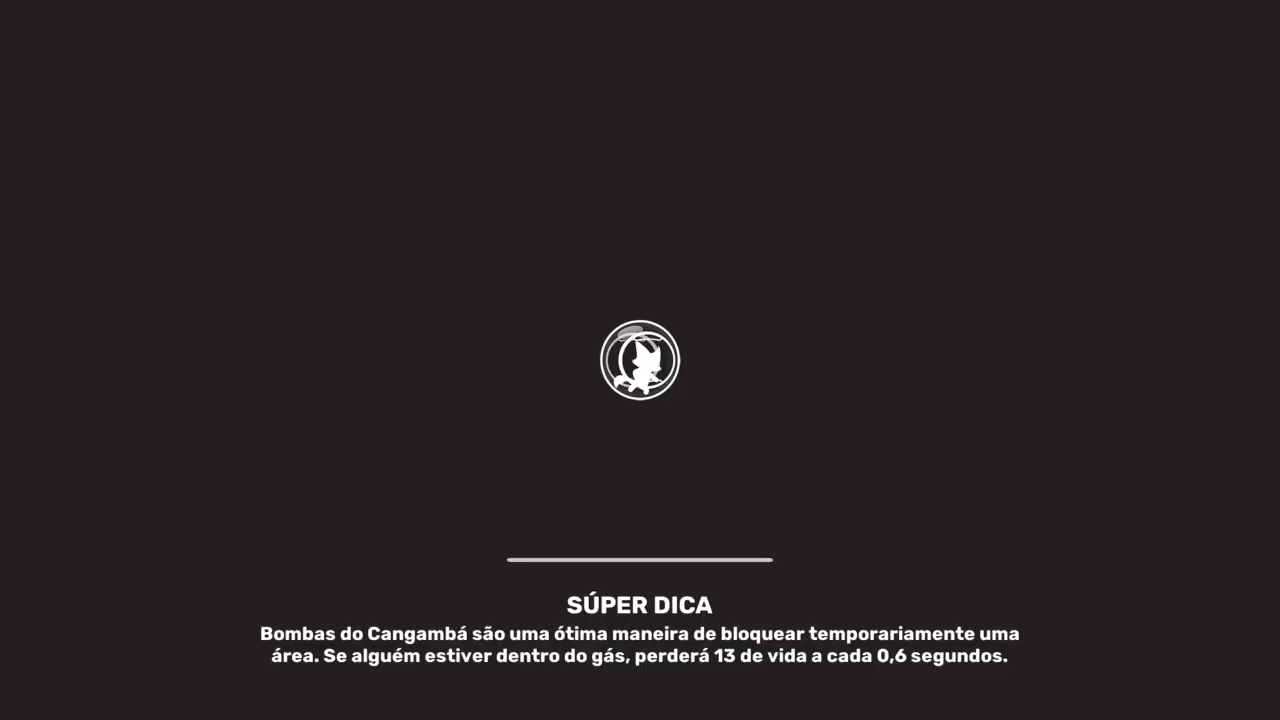 SÚPER DICA
Bombas do Cangambá são uma ótima maneira de bloquear temporariamente uma
área. Se alguém estiver dentro do gás, perderá 13 de vida a cada 0,6 segundos.